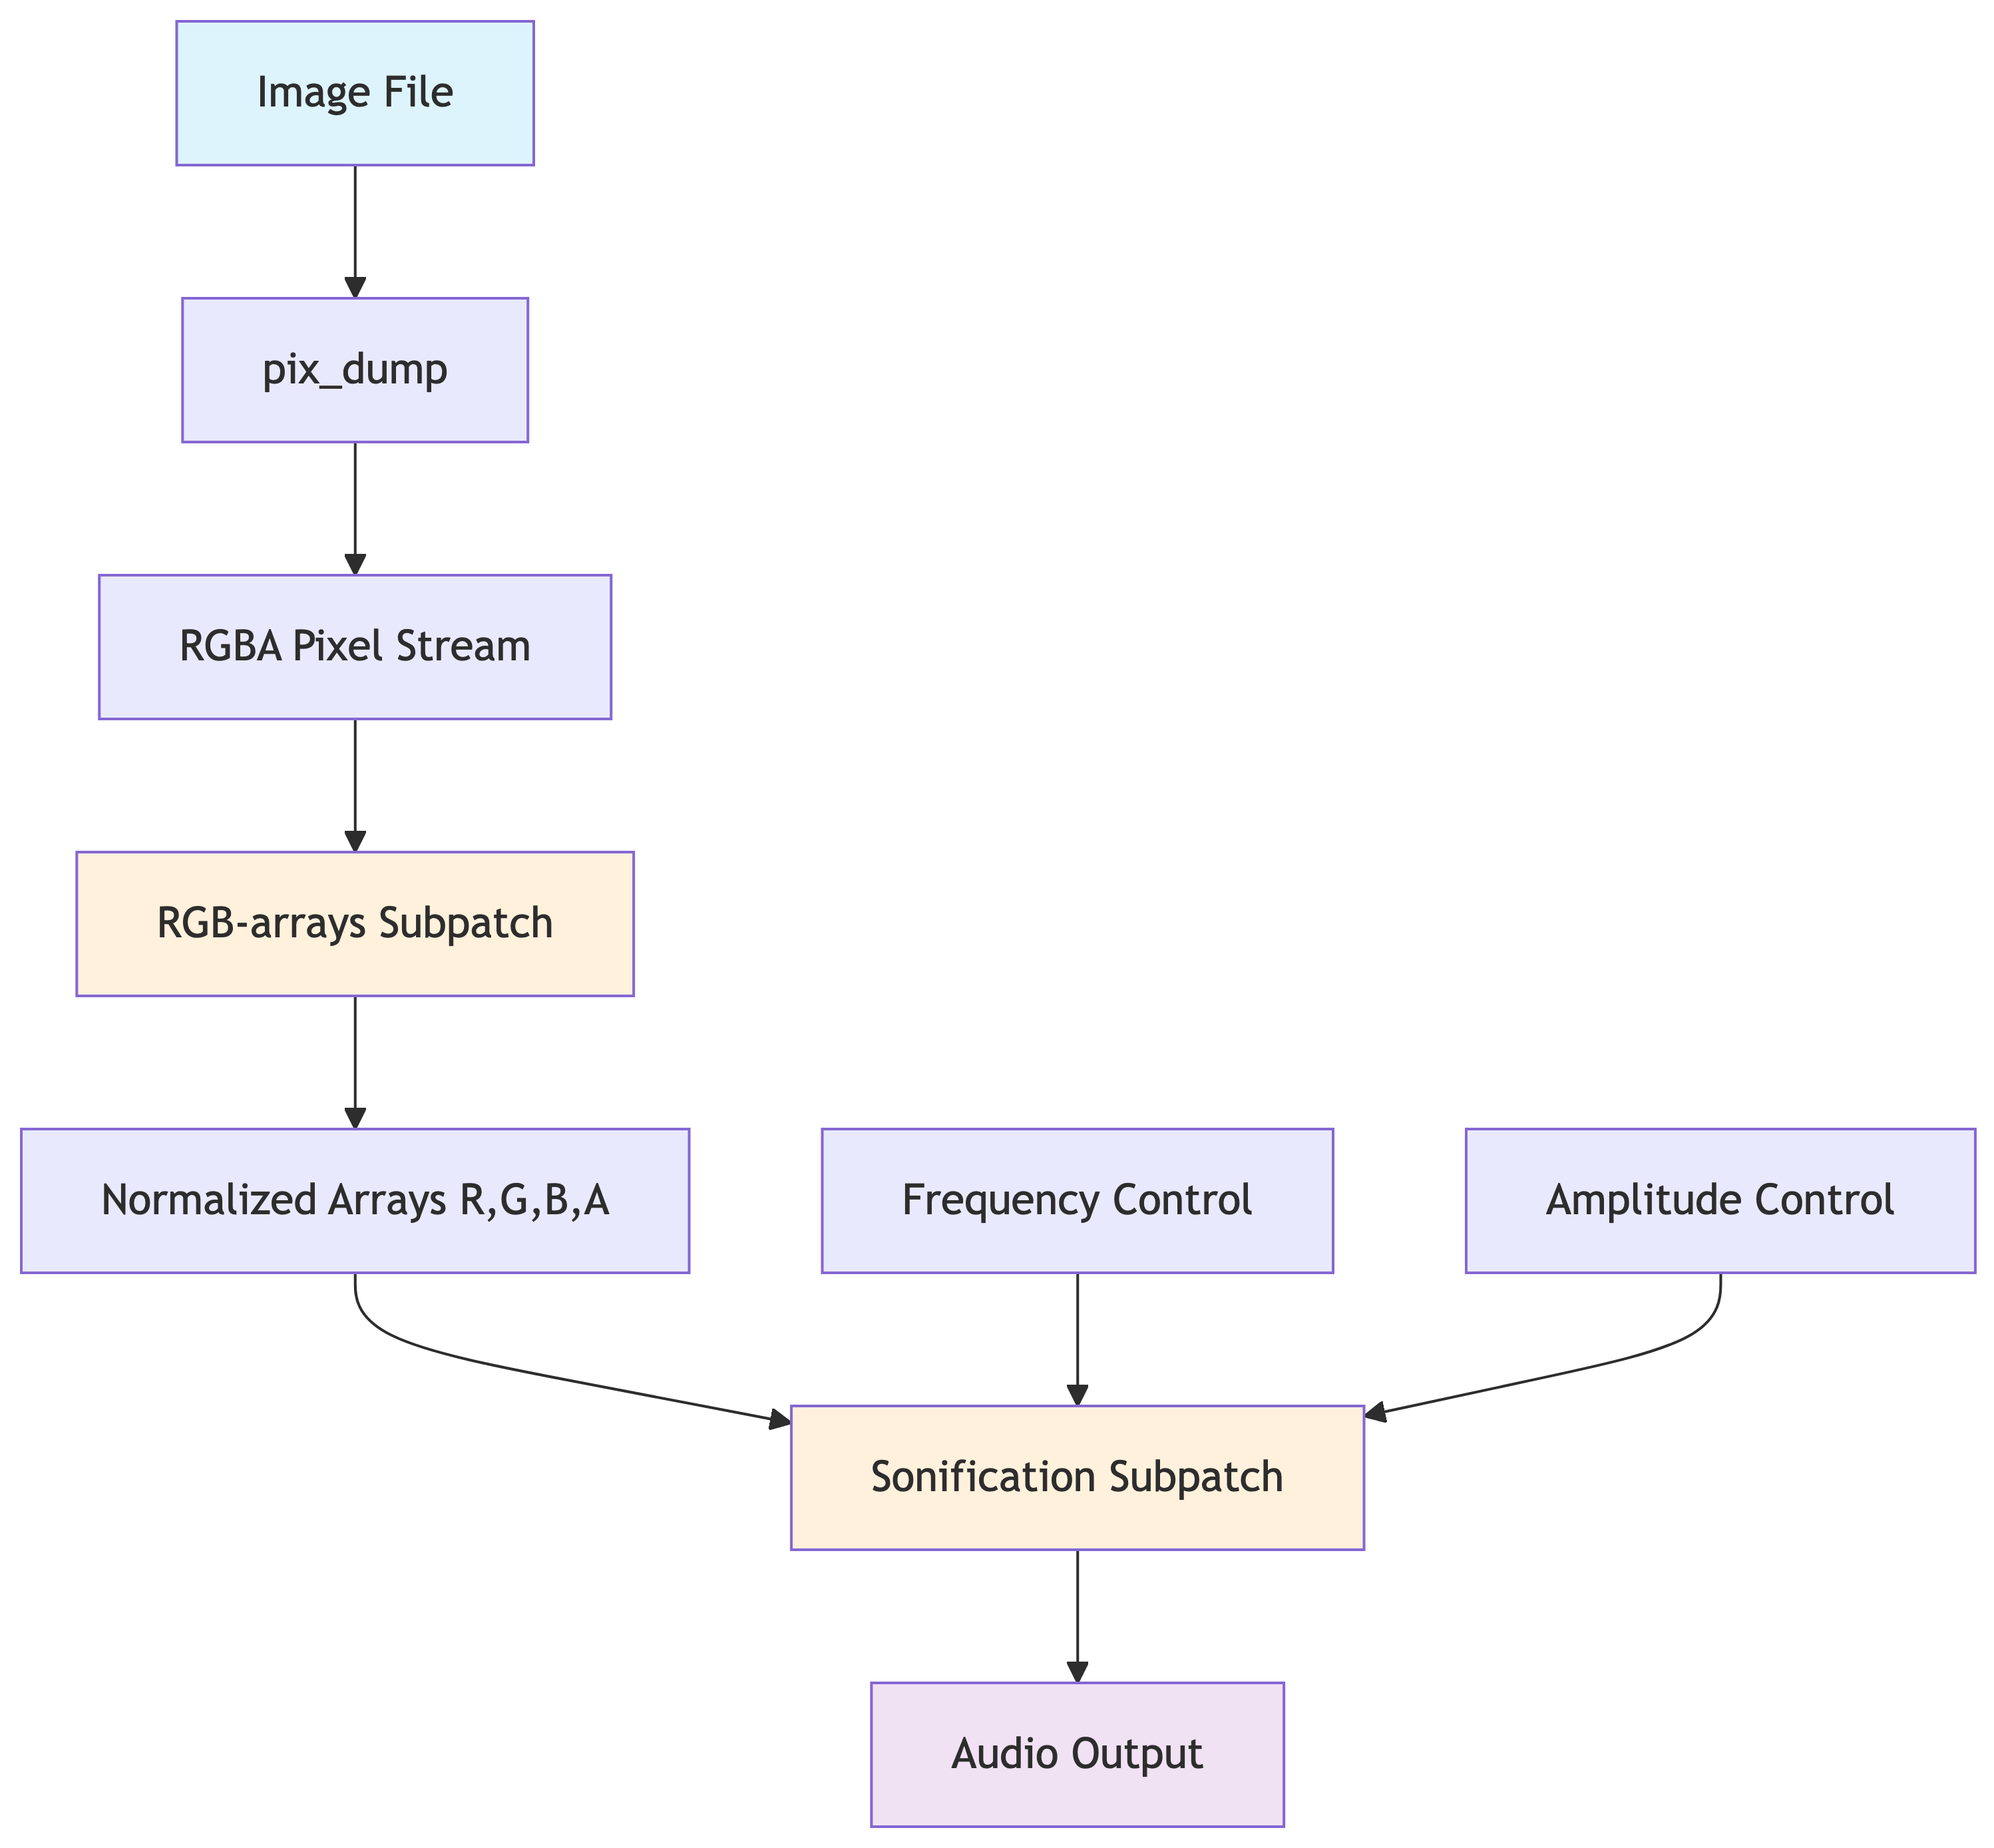 Image File
pix_dump
RGBA Pixel Stream
RGB-arrays Subpatch
Normalized Arrays R,G,B,A
Frequency Control
Amplitude Control
Sonification Subpatch
Audio Output